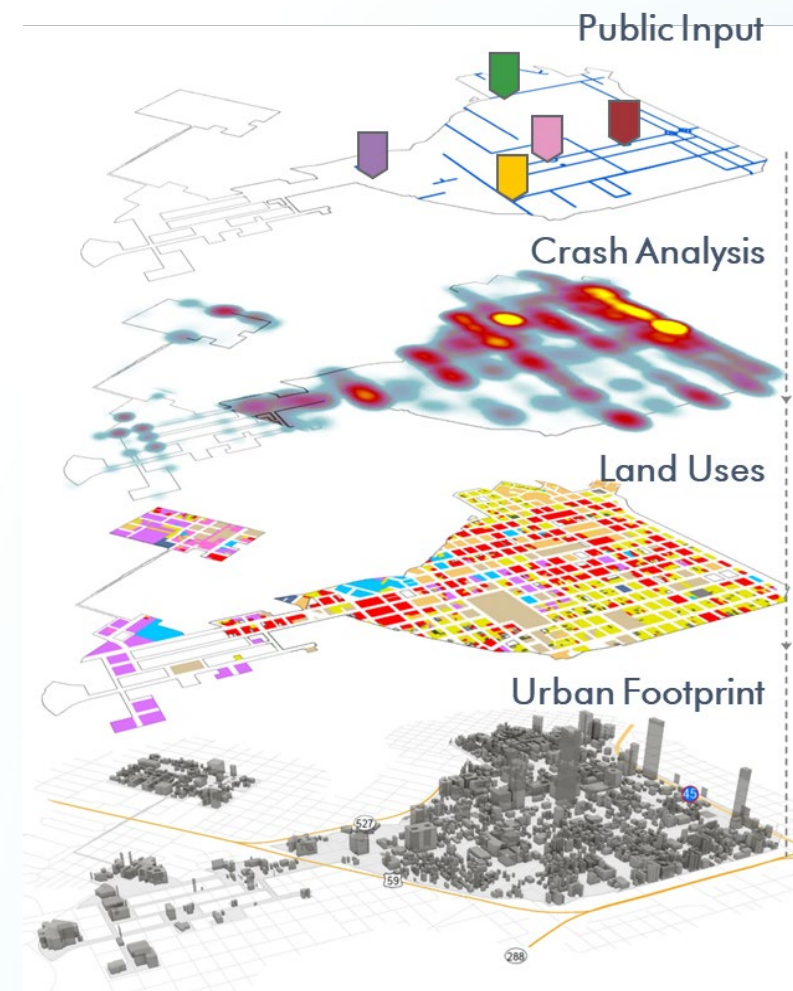 Public Input
Crash Analysis
Land Uses
Urban Footprint
45
527
59
288